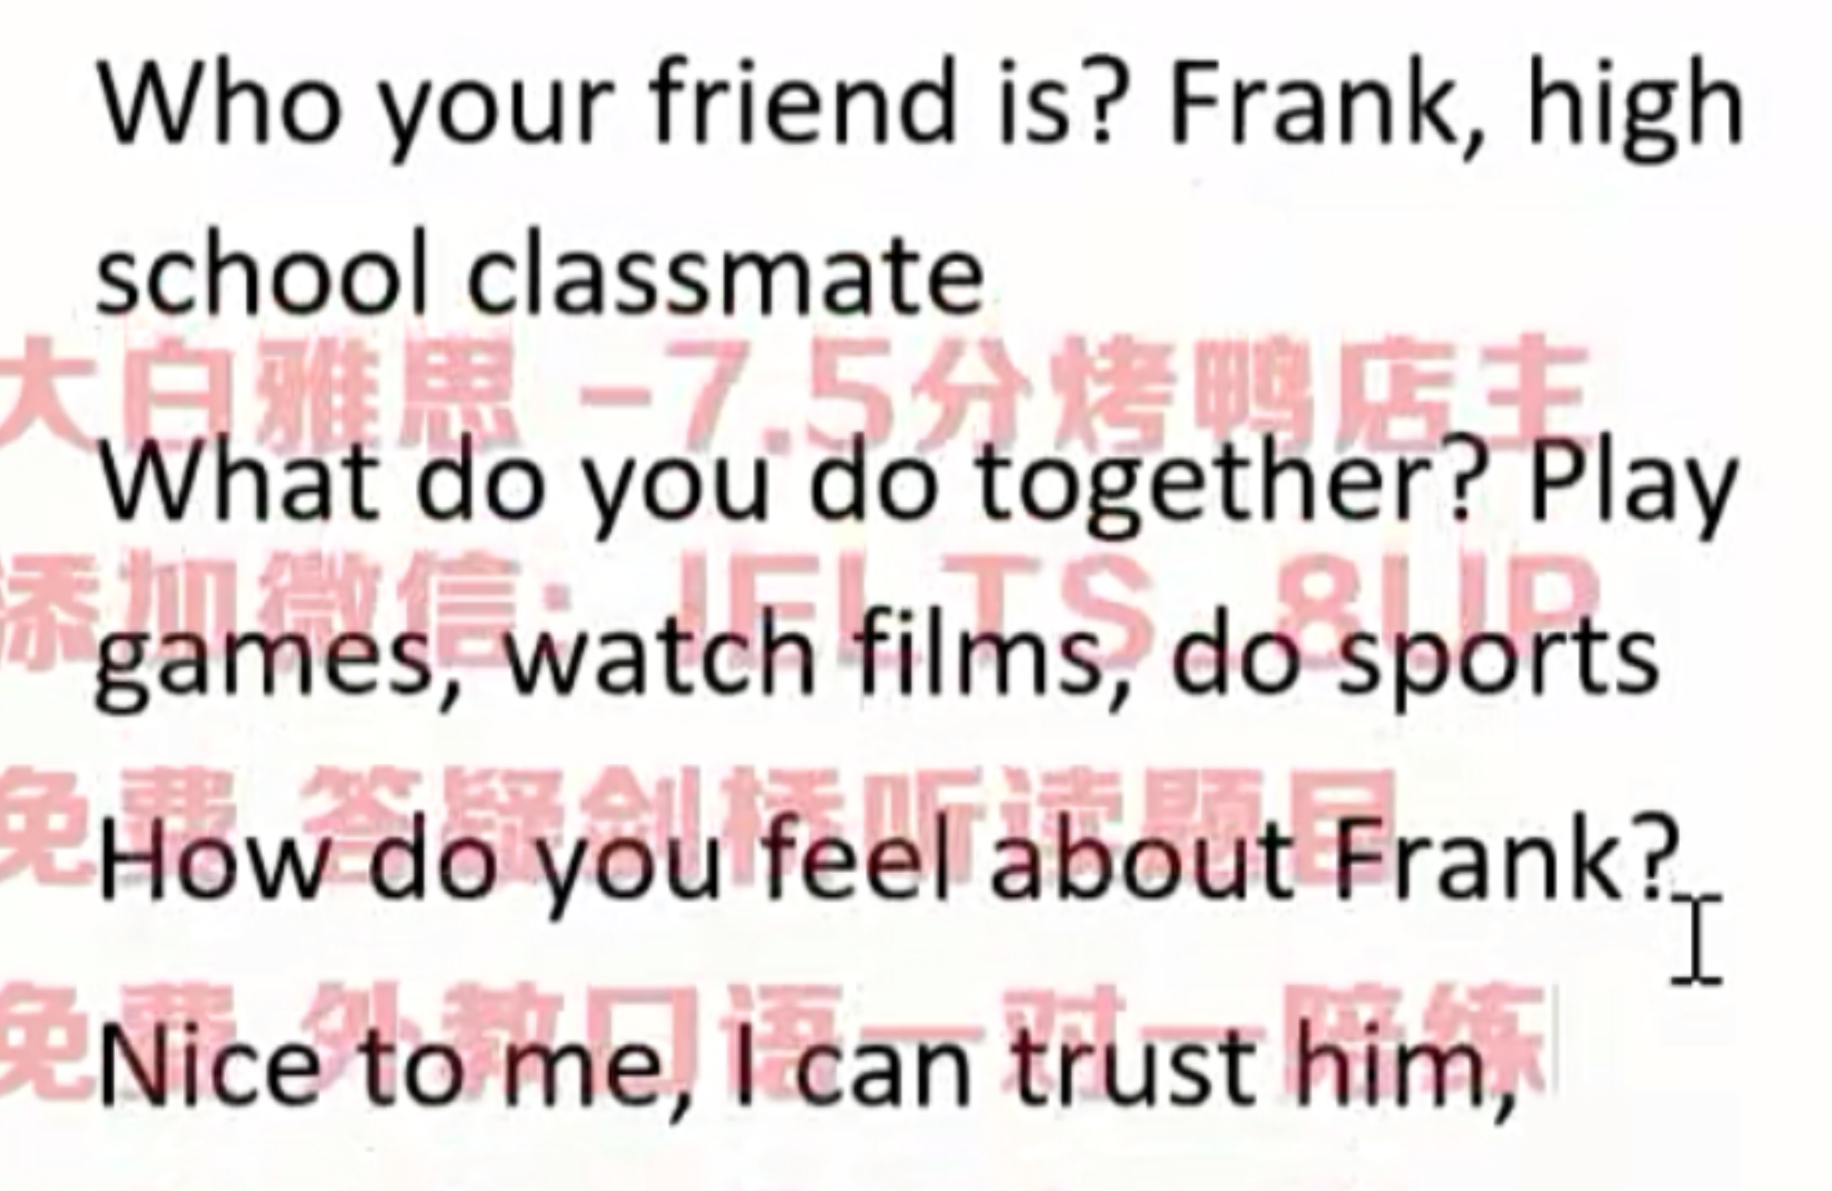 Who your friend is? Frank, high
school classmate
大白雅思 -7.5分烤鸭店主
What do you do together? Play
添加微信: IELTS_8UP
games, watch films, do sports
免费 答疑剑桥听读题目
How do you feel about Frank?
免费 外教口语一对一陪练
Nice to me, I can trust him,